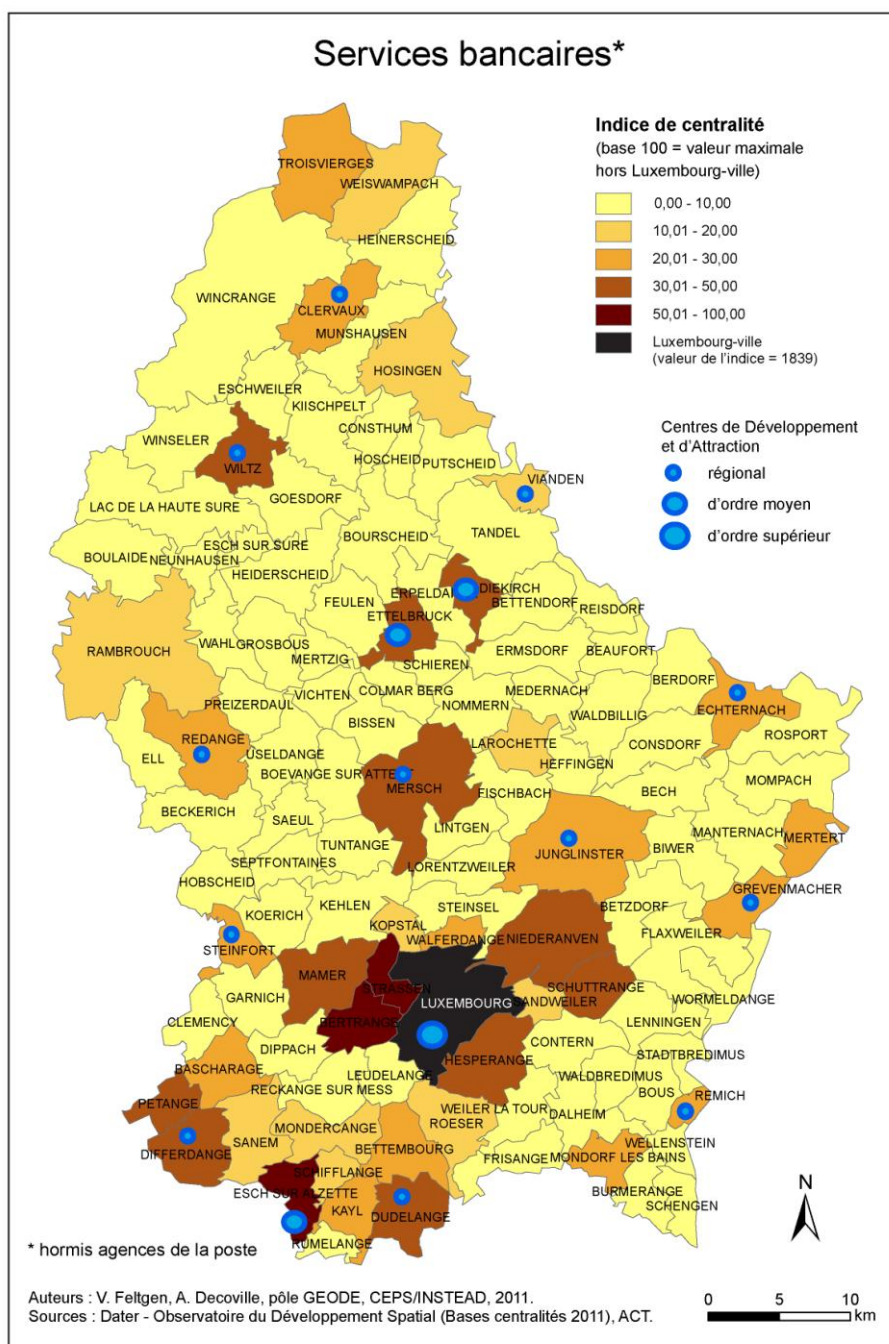 Services bancaires*
Indice de centralité
(base 100 = valeur maximale
hors Luxembourg-ville)
0,00 - 10,00
10,01 - 20,00
20,01 - 30,00
30,01 - 50,00
50,01 - 100,00
Luxembourg-ville
(valeur de l'indice = 1839)
Centres de Développement
et d'Attraction
régional
d'ordre moyen
d'ordre supérieur
TROISVIERGES
WEISWAMPACH
HEINERSCHEID
WINCRANGE
CLERVAUX
MUNSHAUSEN
HOSINGEN
ESCHWEILER
KIISCHPELT
WINSELER
CONSTHUM
WILTZ
HOSCHEID
PUTSCHEID
VIANDEN
GOESDORF
LAC DE LA HAUTE SURE
BOURSCHEID
TANDEL
ESCH SUR SURE
BOULAIDE
NEUNHAUSEN
HEIDERSCHEID
ERPELDA
DIEKIRCH
FEULEN
BETTENDORF
REISDORF
ETTELBRUCK
RAMBROUCH
WAHL
GROSBOUS
MERTZIG
SCHIEREN
ERMSDORF
BEAUFORT
BERDORF
VICHTEN
COLMAR BERG
MEDERNACH
PREIZERDAUL
NOMMERN
WALDBILLIG
ECHTERNACH
BISSEN
ROSPORT
REDANGE
LAROCHETTE
CONSDORF
ELL
USELDANGE
HEFFINGEN
BOEVANGE SUR ATTERT
MERSCH
MOMPACH
FISCHBACH
BECH
BECKERICH
SAEUL
LINTGEN
MANTERNACH
MERTERT
TUNTANGE
JUNGLINSTER
BIWER
SEPTFONTAINES
LORENTZWEILER
HOBSCHEID
GREVENMACHER
KEHLEN
STEINSEL
BETZDORF
KOERICH
KOPSTAL
FLAXWEILER
STEINFORT
WALFERDANGE
NIEDERANVEN
MAMER
STRASSEN
SCHUTTRANGE
GARNICH
LUXEMBOURG
SANDWEILER
WORMELDANGE
CLEMENCY
BERTRANGE
LENNINGEN
DIPPACH
HESPERANGE
CONTERN
STADTBREDIMUS
BASCHARAGE
LEUDELANGE
WALDBREDIMUS
RECKANGE SUR MESS
BOUS
REMICH
PETANGE
WEILER LA TOUR
DALHEIM
MONDERCANGE
ROESER
DIFFERDANGE
SANEM
BETTEMBOURG
WELLENSTEIN
FRISANGE
MONDORF LES BAINS
SCHIFFLANGE
ESCH SUR ALZETTE
BURMERANGE
KAYL
DUDELANGE
SCHENGEN
RUMELANGE
N
* hormis agences de la poste
Auteurs : V. Feltgen, A. Decoville, pôle GEODE, CEPS/INSTEAD, 2011.
Sources : Dater - Observatoire du Développement Spatial (Bases centralités 2011), ACT.
0 5 10
km